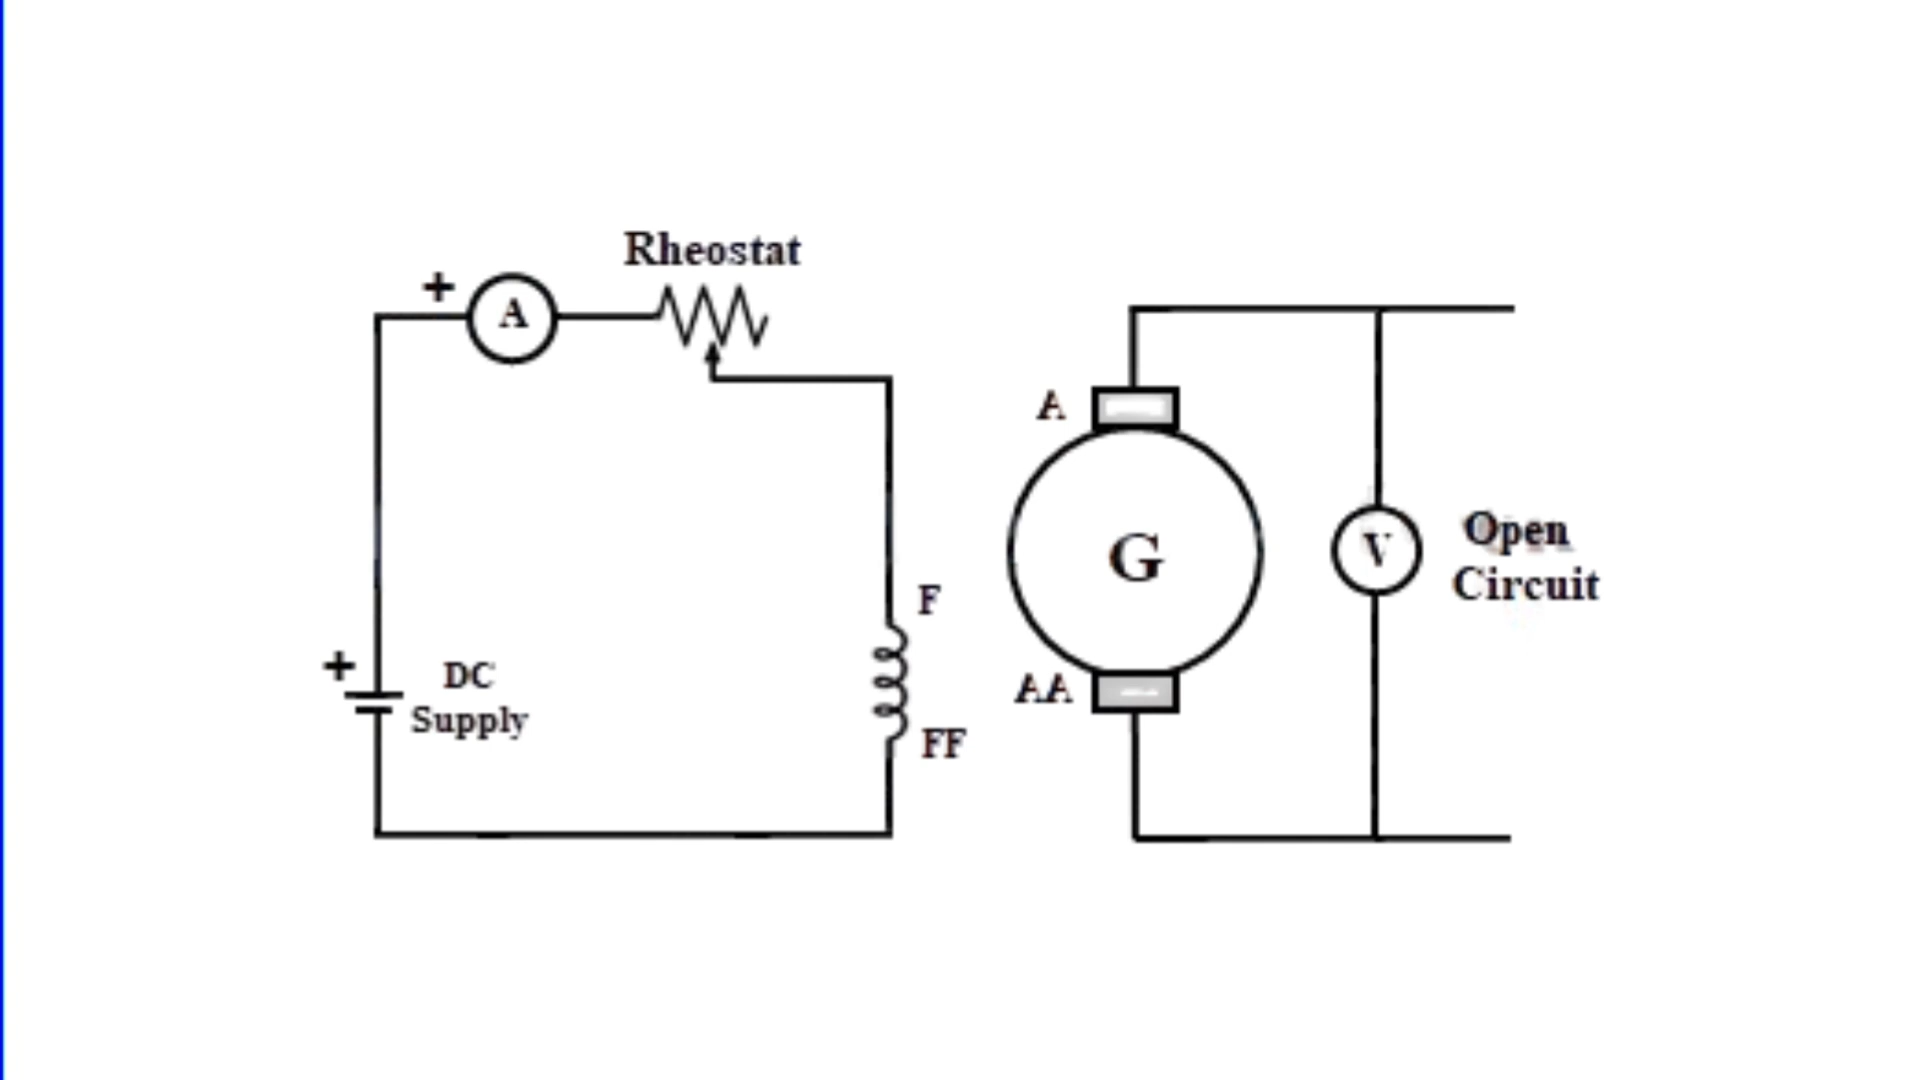 Rheostat
+
A
A
G
V
Open
Circuit
F
+
DC
Supply
AA
FF